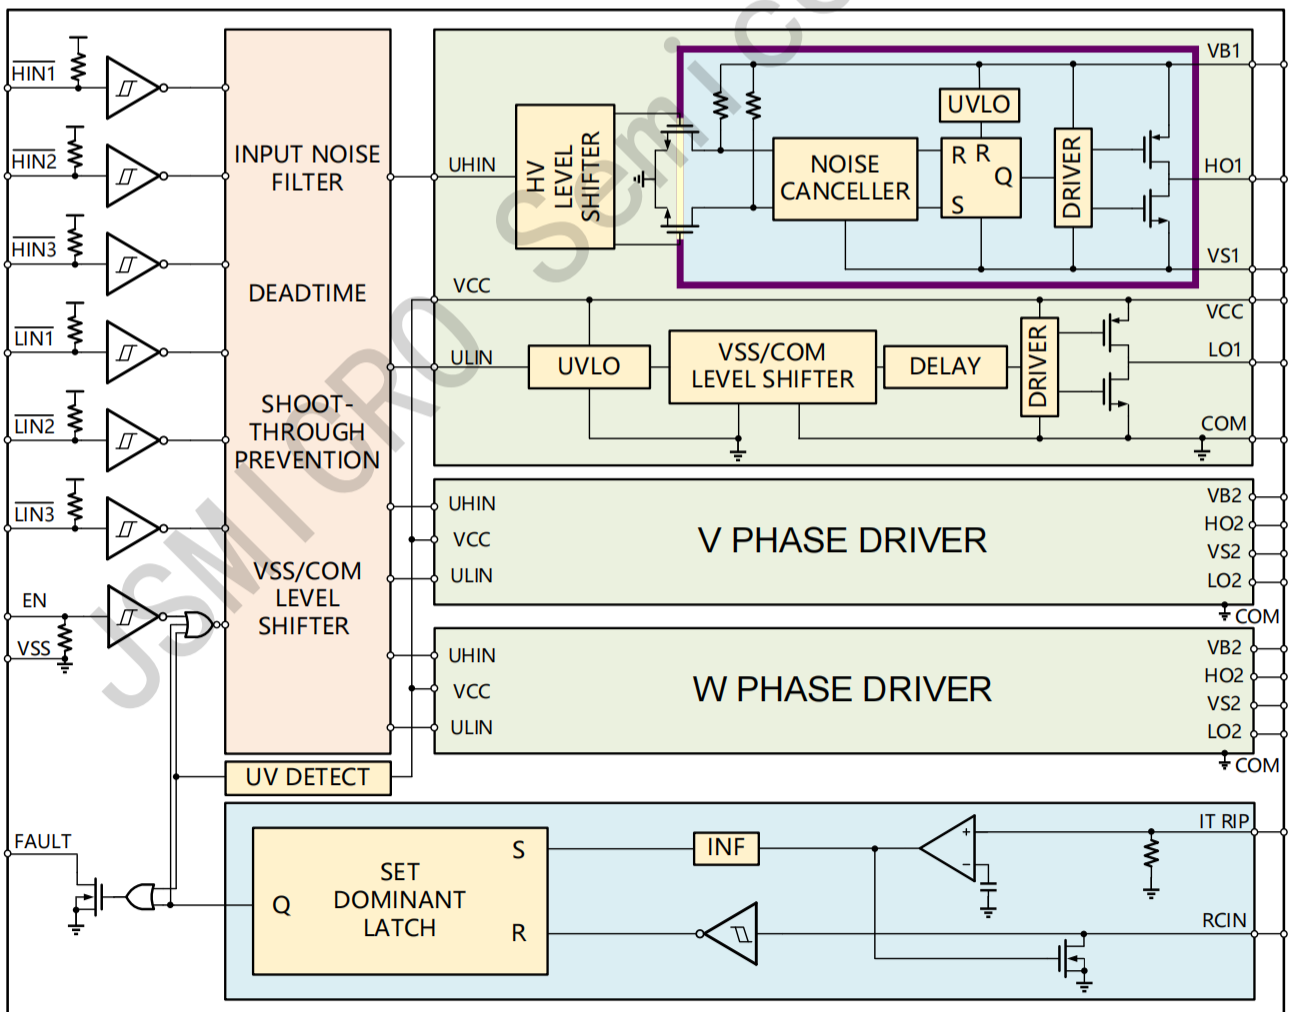 HIN1
HIN2
HIN3
LIN1
LIN2
LIN3
EN
VSS
FAULT
INPUT NOISE
FILTER
DEADTIME
SHOOT-
THROUGH
PREVENTION
VSS/COM
LEVEL
SHIFTER
UV DETECT
UHIN
HV
LEVEL
SHIFTER
NOISE
CANCELLER
UVLO
R R
Q
S
DRIVER
VB1
HO1
VS1
VCC
ULIN
UVLO
VSS/COM
LEVEL SHIFTER
DELAY
DRIVER
VCC
LO1
COM
UHIN
VCC
ULIN
V PHASE DRIVER
VB2
HO2
VS2
LO2
COM
UHIN
VCC
ULIN
W PHASE DRIVER
VB2
HO2
VS2
LO2
COM
SET
DOMINANT
LATCH
Q
S
R
INF
+
−
IT RIP
RCIN
JSMICRO Semico